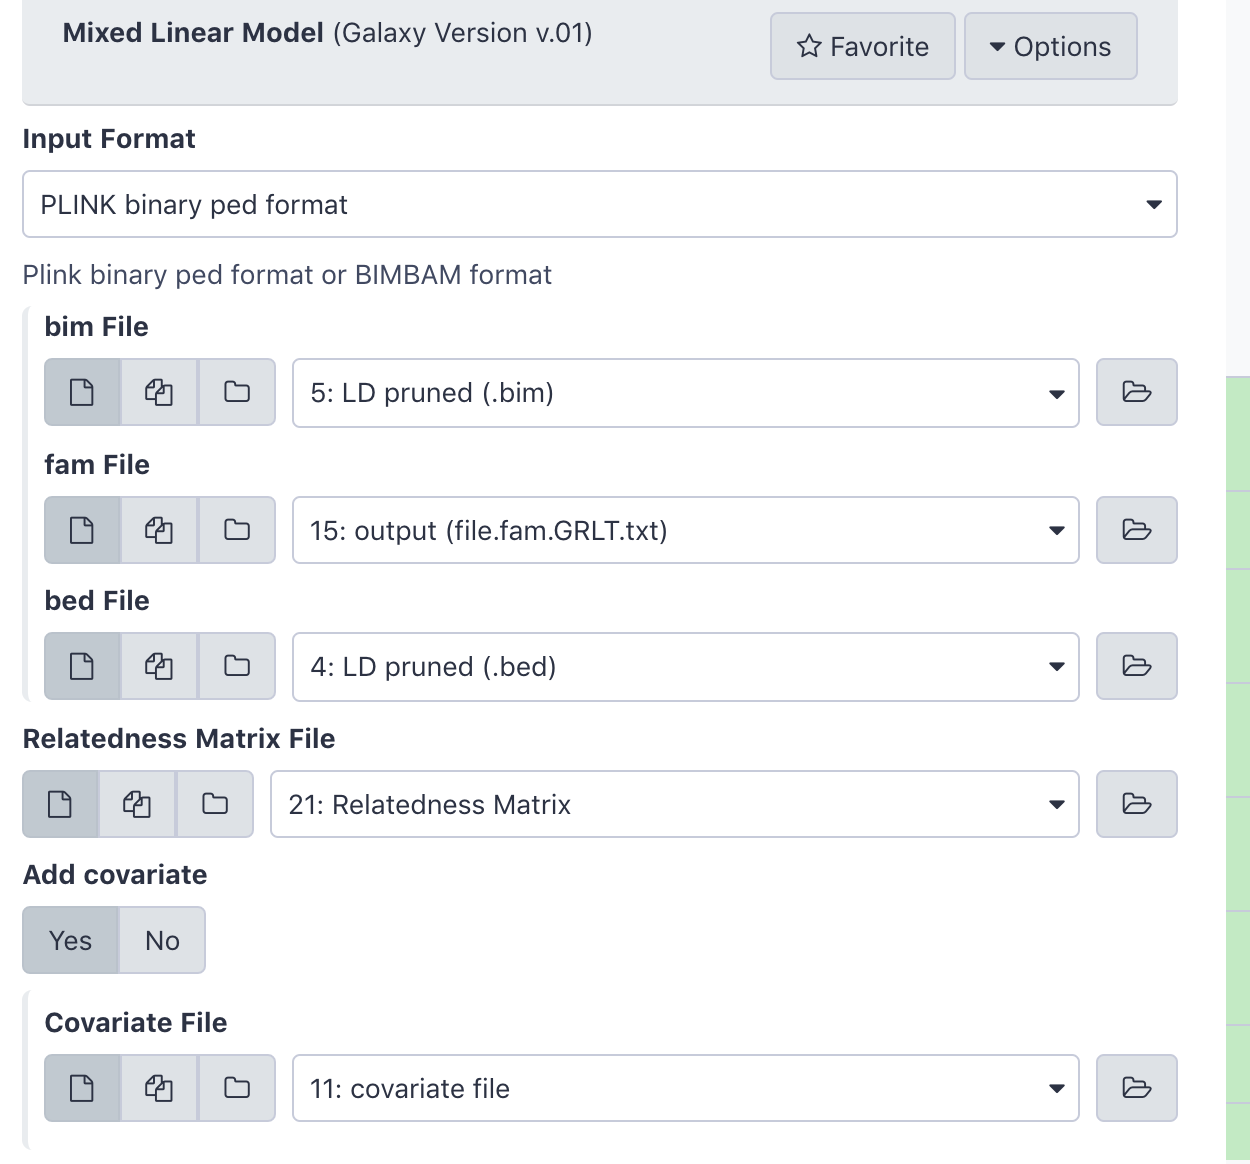 Mixed Linear Model (Galaxy Version v.01)
Favorite
Options
Input Format
PLINK binary ped format
Plink binary ped format or BIMBAM format
bim File
5: LD pruned (.bim)
fam File
15: output (file.fam.GRLT.txt)
bed File
4: LD pruned (.bed)
Relatedness Matrix File
21: Relatedness Matrix
Add covariate
Yes No
Covariate File
11: covariate file